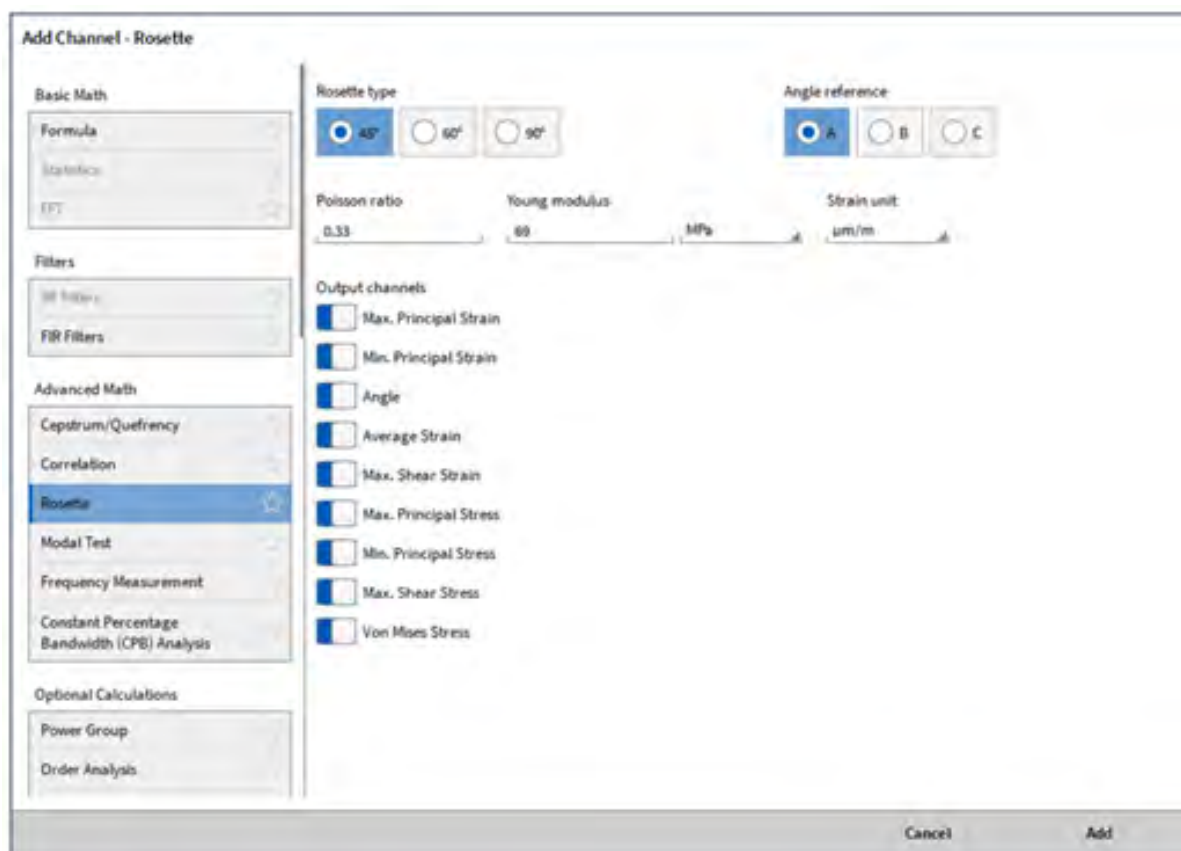 Add Channel - Rosette
Basic Math
Formula
Statistics
FFT
Filters
IIR Filters
FIR Filters
Advanced Math
Cepstrum/Quefrency
Correlation
Rosette
Modal Test
Frequency Measurement
Constant Percentage
Bandwidth (CPB) Analysis
Optional Calculations
Power Group
Order Analysis
Rosette type
45° 60° 90°
Angle reference
A B C
Poisson ratio
0.33
Young modulus
69 MPa
Strain unit
µm/m
Output channels
Max. Principal Strain
Min. Principal Strain
Angle
Average Strain
Max. Shear Strain
Max. Principal Stress
Min. Principal Stress
Max. Shear Stress
Von Mises Stress
Cancel Add